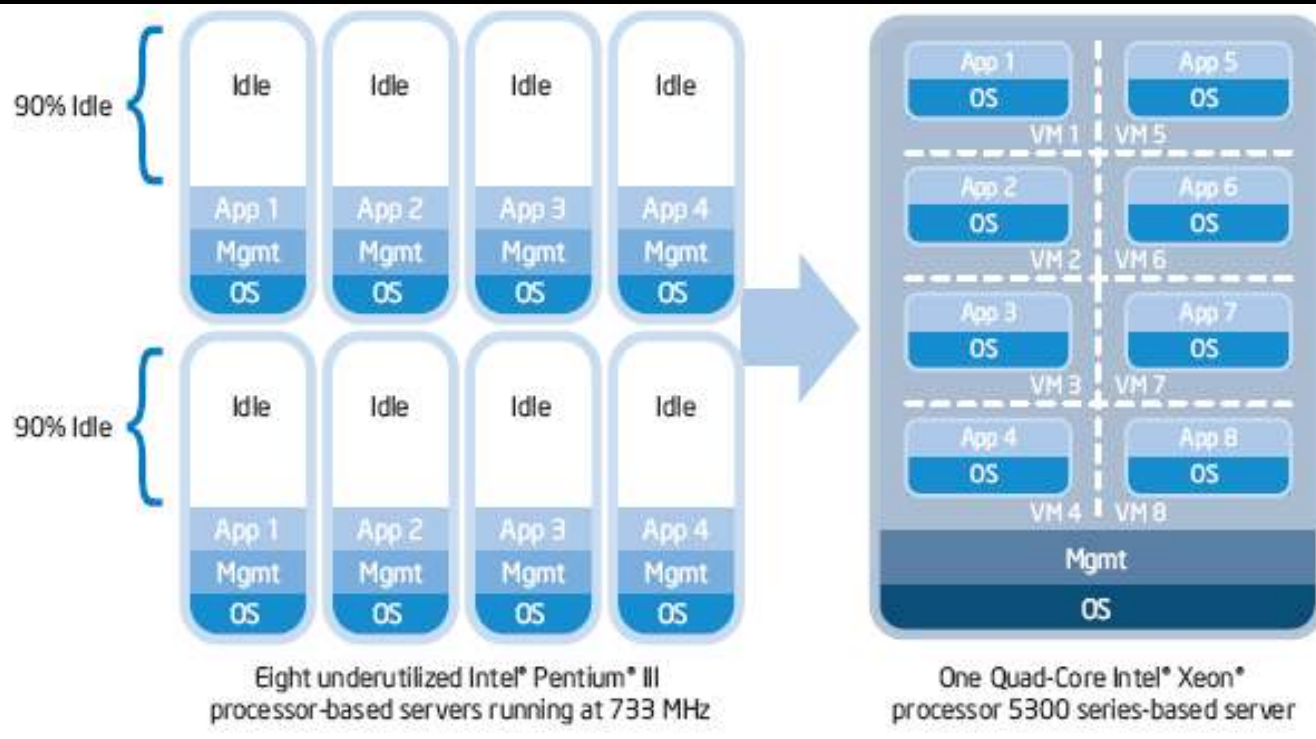 90% Idle
Idle Idle Idle Idle
App 1 App 2 App 3 App 4
Mgmt Mgmt Mgmt Mgmt
OS OS OS OS
90% Idle
Idle Idle Idle Idle
App 1 App 2 App 3 App 4
Mgmt Mgmt Mgmt Mgmt
OS OS OS OS
Eight underutilized Intel® Pentium® III
processor-based servers running at 733 MHz
App 1 App 5
OS OS
VM 1 VM 5
App 2 App 6
OS OS
VM 2 VM 6
App 3 App 7
OS OS
VM 3 VM 7
App 4 App 8
OS OS
VM 4 VM 8
Mgmt
OS
One Quad-Core Intel® Xeon®
processor 5300 series-based server